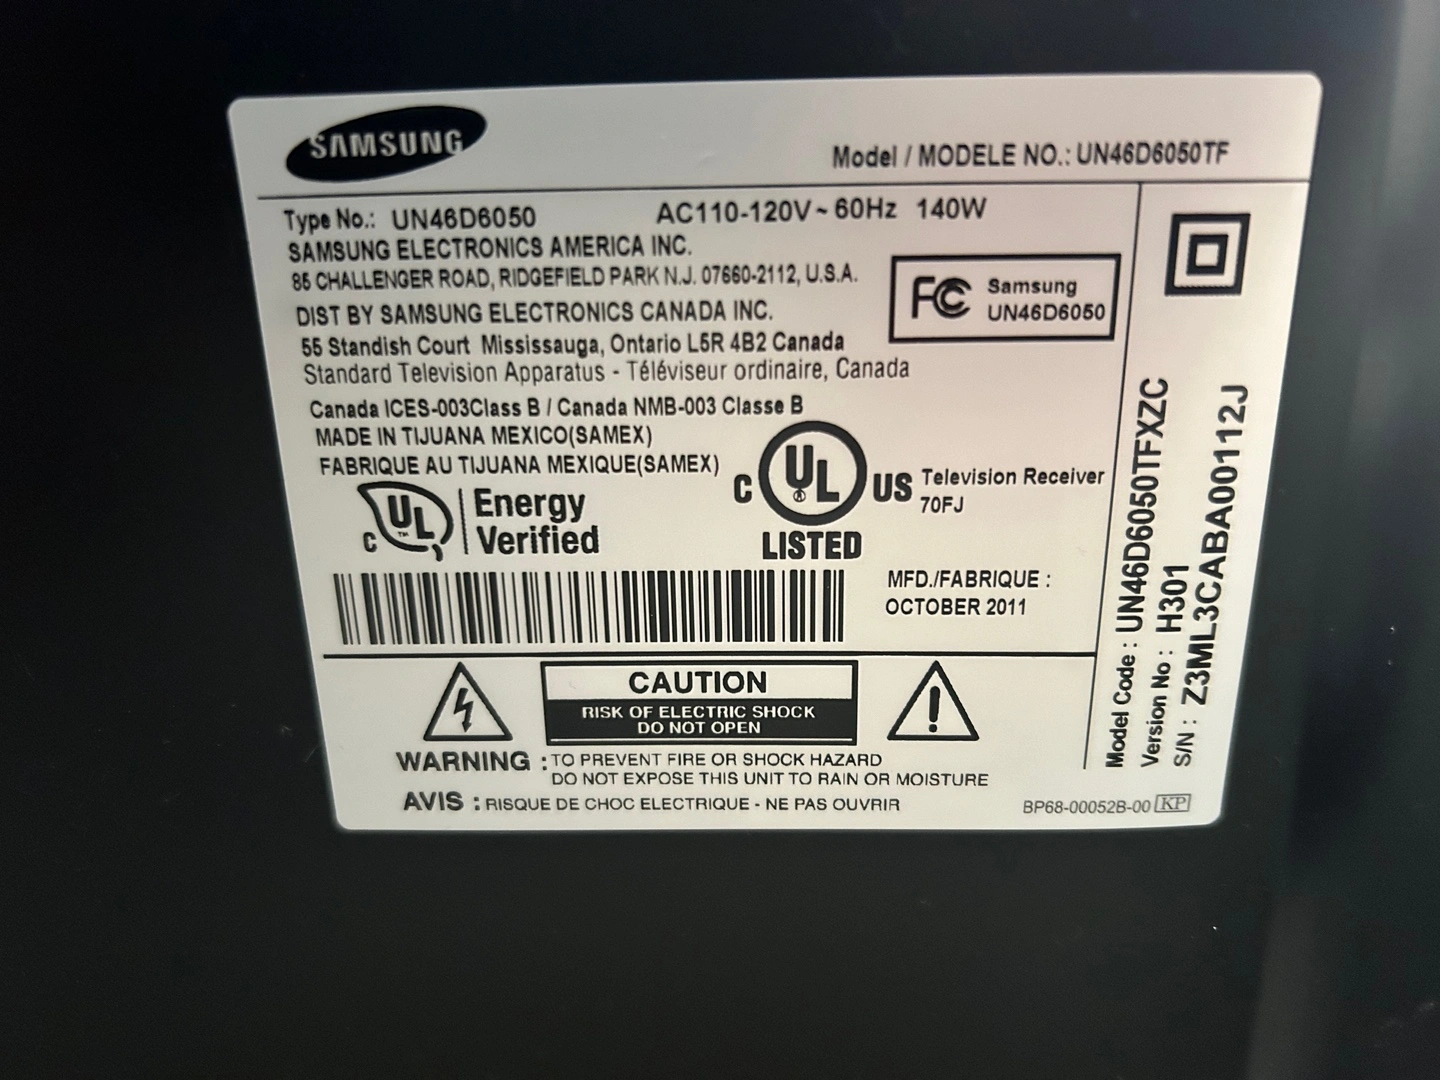 SAMSUNG
Model / MODELE NO.: UN46D6050TF
Type No.: UN46D6050 AC110-120V~60Hz 140W
SAMSUNG ELECTRONICS AMERICA INC.
85 CHALLENGER ROAD, RIDGEFIELD PARK N.J. 07660-2112, U.S.A.
DIST BY SAMSUNG ELECTRONICS CANADA INC.
55 Standish Court Mississauga, Ontario L5R 4B2 Canada
Standard Television Apparatus - Téléviseur ordinaire, Canada
FC Samsung
UN46D6050
Canada ICES-003Class B / Canada NMB-003 Classe B
MADE IN TIJUANA MEXICO(SAMEX)
FABRIQUE AU TIJUANA MEXIQUE(SAMEX)
C UL ™ Energy
Verified
C UL ® US
LISTED
Television Receiver
70FJ
MFD./FABRIQUE :
OCTOBER 2011
CAUTION
RISK OF ELECTRIC SHOCK
DO NOT OPEN
WARNING : TO PREVENT FIRE OR SHOCK HAZARD
DO NOT EXPOSE THIS UNIT TO RAIN OR MOISTURE
AVIS : RISQUE DE CHOC ELECTRIQUE - NE PAS OUVRIR
Model Code : UN46D6050TFXZC
Version No : H301
S/N : Z3ML3CABA00112J
BP68-00052B-00 KP